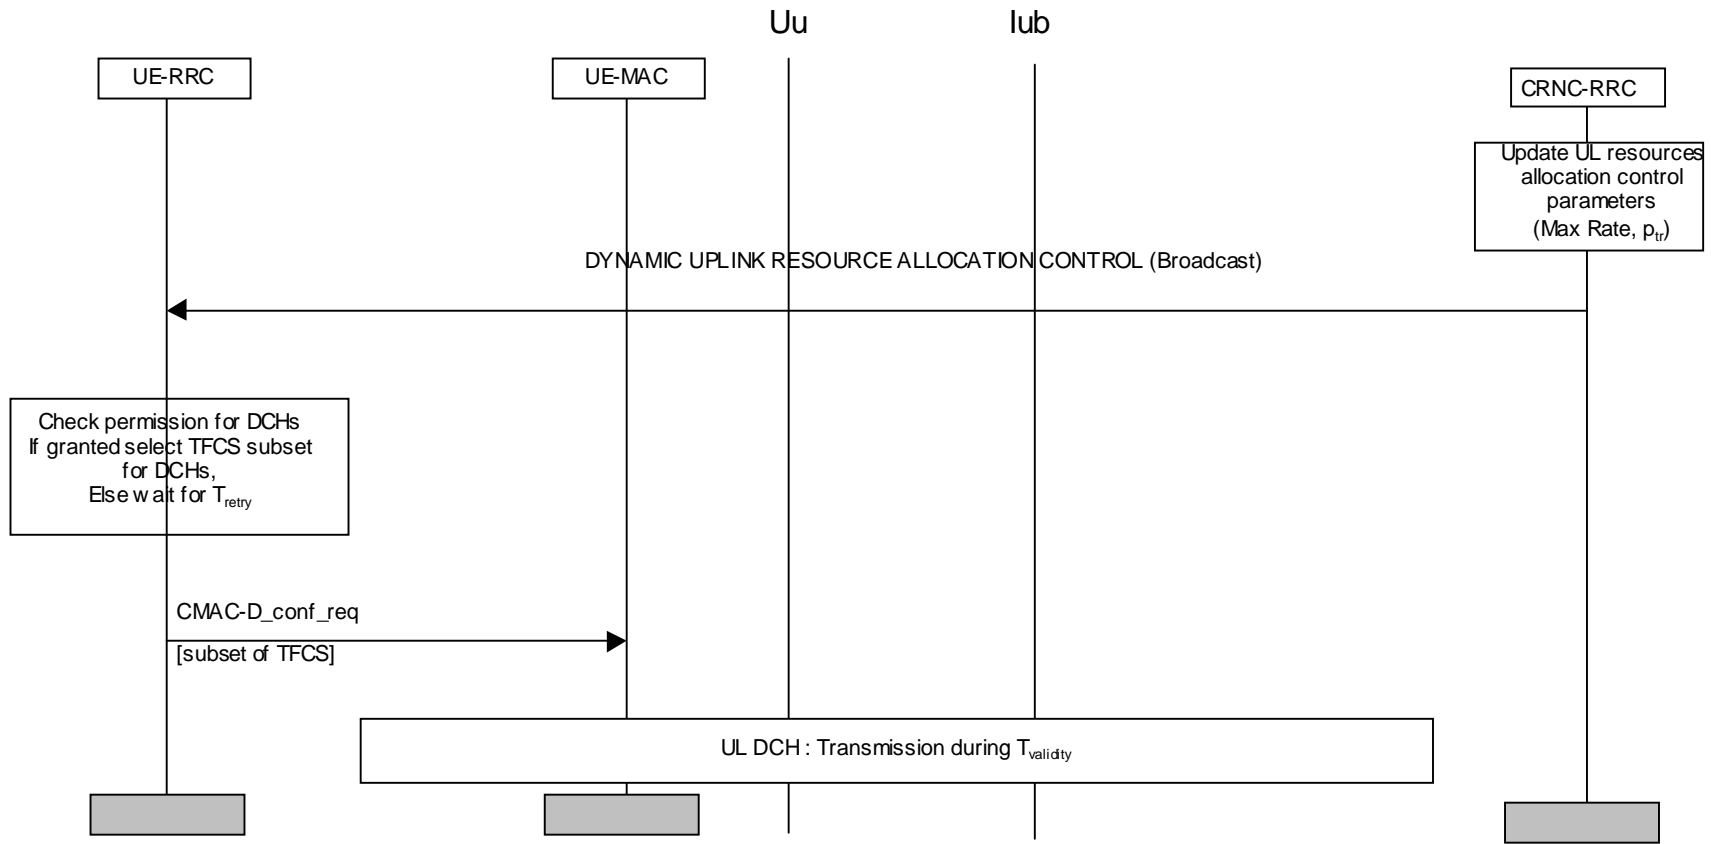 Uu
Iub
UE-RRC
UE-MAC
CRNC-RRC
Update UL resources
allocation control
parameters
(Max Rate, ptr)
DYNAMIC UPLINK RESOURCE ALLOCATION CONTROL (Broadcast)
Check permission for DCHs
If granted select TFCS subset
for DCHs,
Else wait for Tretry
CMAC-D_conf_req
[subset of TFCS]
UL DCH : Transmission during Tvalidity